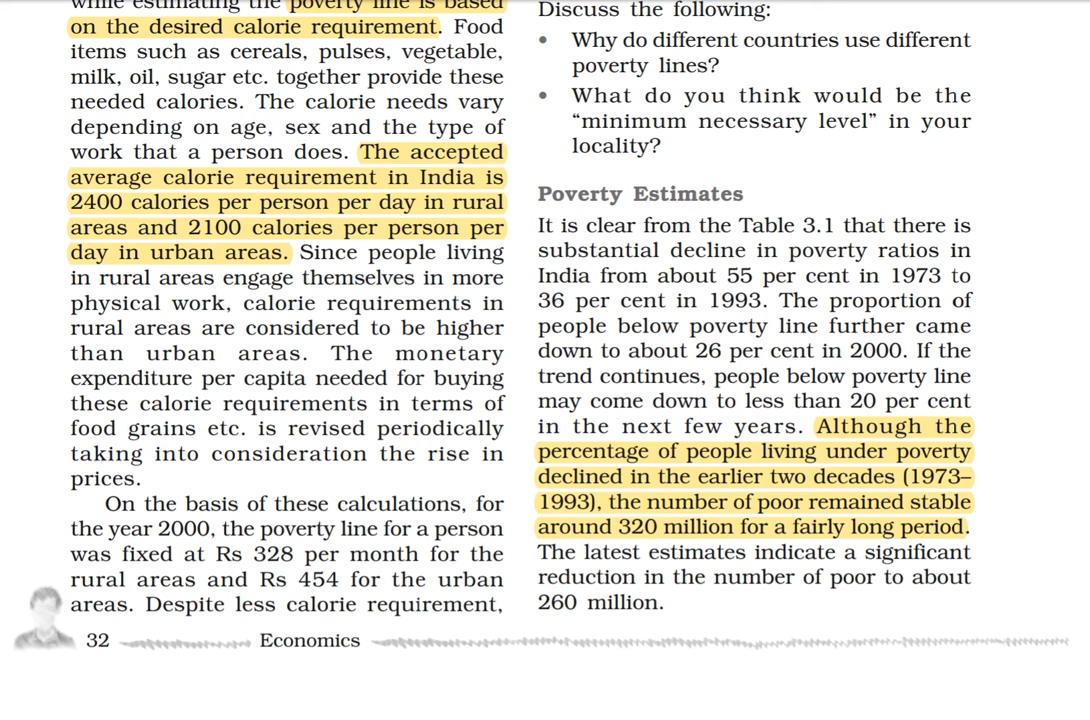 while estimating the poverty line is based
on the desired calorie requirement. Food
items such as cereals, pulses, vegetable,
milk, oil, sugar etc. together provide these
needed calories. The calorie needs vary
depending on age, sex and the type of
work that a person does. The accepted
average calorie requirement in India is
2400 calories per person per day in rural
areas and 2100 calories per person per
day in urban areas. Since people living
in rural areas engage themselves in more
physical work, calorie requirements in
rural areas are considered to be higher
than urban areas. The monetary
expenditure per capita needed for buying
these calorie requirements in terms of
food grains etc. is revised periodically
taking into consideration the rise in
prices.
On the basis of these calculations, for
the year 2000, the poverty line for a person
was fixed at Rs 328 per month for the
rural areas and Rs 454 for the urban
areas. Despite less calorie requirement,
Discuss the following:
• Why do different countries use different
poverty lines?
• What do you think would be the
“minimum necessary level” in your
locality?
Poverty Estimates
It is clear from the Table 3.1 that there is
substantial decline in poverty ratios in
India from about 55 per cent in 1973 to
36 per cent in 1993. The proportion of
people below poverty line further came
down to about 26 per cent in 2000. If the
trend continues, people below poverty line
may come down to less than 20 per cent
in the next few years. Although the
percentage of people living under poverty
declined in the earlier two decades (1973–
1993), the number of poor remained stable
around 320 million for a fairly long period.
The latest estimates indicate a significant
reduction in the number of poor to about
260 million.
32 Economics